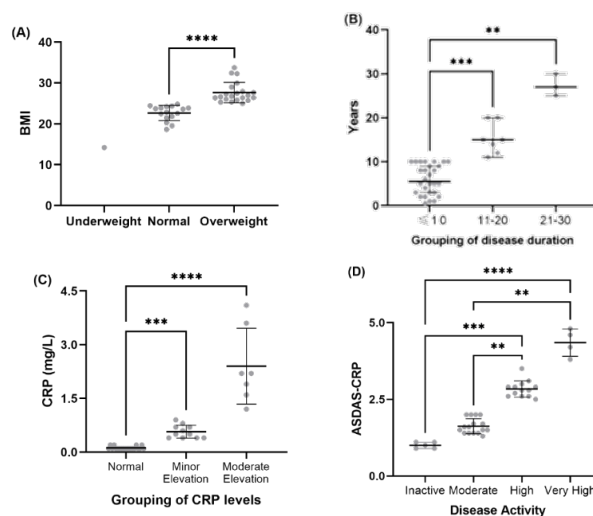 (A)
****
40
30
20
10
0
BMI
Underweight Normal Overweight
(B)
**
***
40
30
20
10
0
Years
11-20 21-30
Grouping of disease duration
(C)
****
***
4.5
3.0
1.5
0.0
CRP (mg/L)
Normal Minor Elevation Moderate Elevation
Grouping of CRP levels
(D)
****
**
***
**
5.0
2.5
0.0
ASDAS-CRP
Inactive Moderate High Very High
Disease Activity